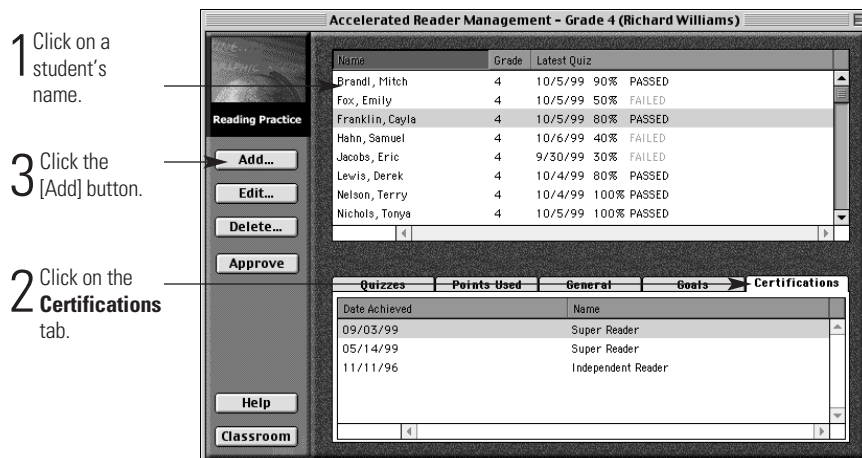 Accelerated Reader Management – Grade 4 (Richard Williams)
1 Click on a
student's
name.
3 Click the
[Add] button.
2 Click on the
Certifications
tab.
Reading Practice
Add...
Edit...
Delete...
Approve
Help
Classroom
Name Grade Latest Quiz
Brandl, Mitch 4 10/5/99 90% PASSED
Fox, Emily 4 10/5/99 50% FAILED
Franklin, Cayla 4 10/5/99 80% PASSED
Hahn, Samuel 4 10/6/99 40% FAILED
Jacobs, Eric 4 9/30/99 30% FAILED
Lewis, Derek 4 10/4/99 80% PASSED
Nelson, Terry 4 10/4/99 100% PASSED
Nichols, Tonya 4 10/5/99 100% PASSED
Quizzes Points Used General Goals Certifications
Date Achieved Name
09/03/99 Super Reader
05/14/99 Super Reader
11/11/96 Independent Reader